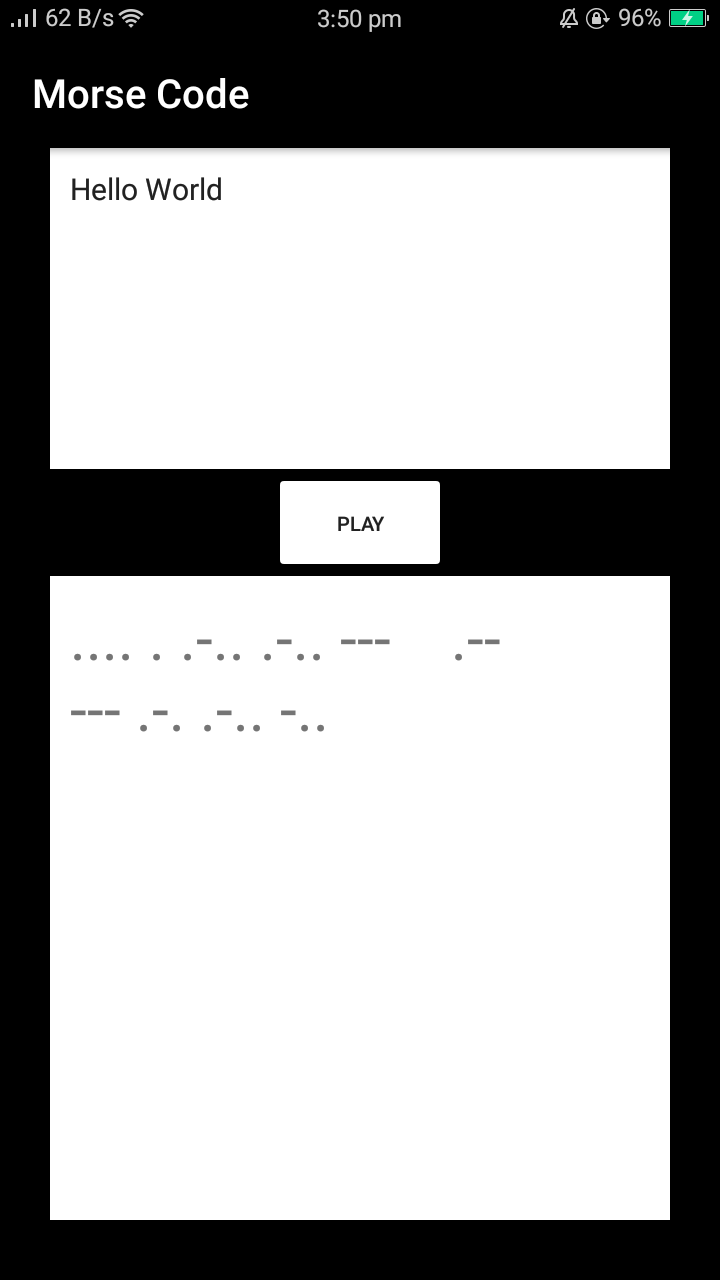 62 B/s 3:50 pm 96%
Morse Code
Hello World
PLAY
.... . .-.. .-.. --- .--
--- .-. .-.. -..